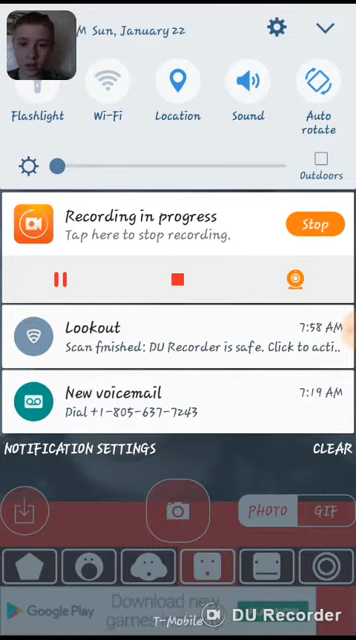 M Sun, January 22
Flashlight Wi-Fi Location Sound Auto rotate
Outdoors
Recording in progress
Tap here to stop recording.
Stop
Lookout 7:58 AM
Scan finished: DU Recorder is safe. Click to acti..
New voicemail 7:19 AM
Dial +1-805-637-7243
NOTIFICATION SETTINGS CLEAR
PHOTO GIF
Google Play
Download new
T-Mobile
DU Recorder